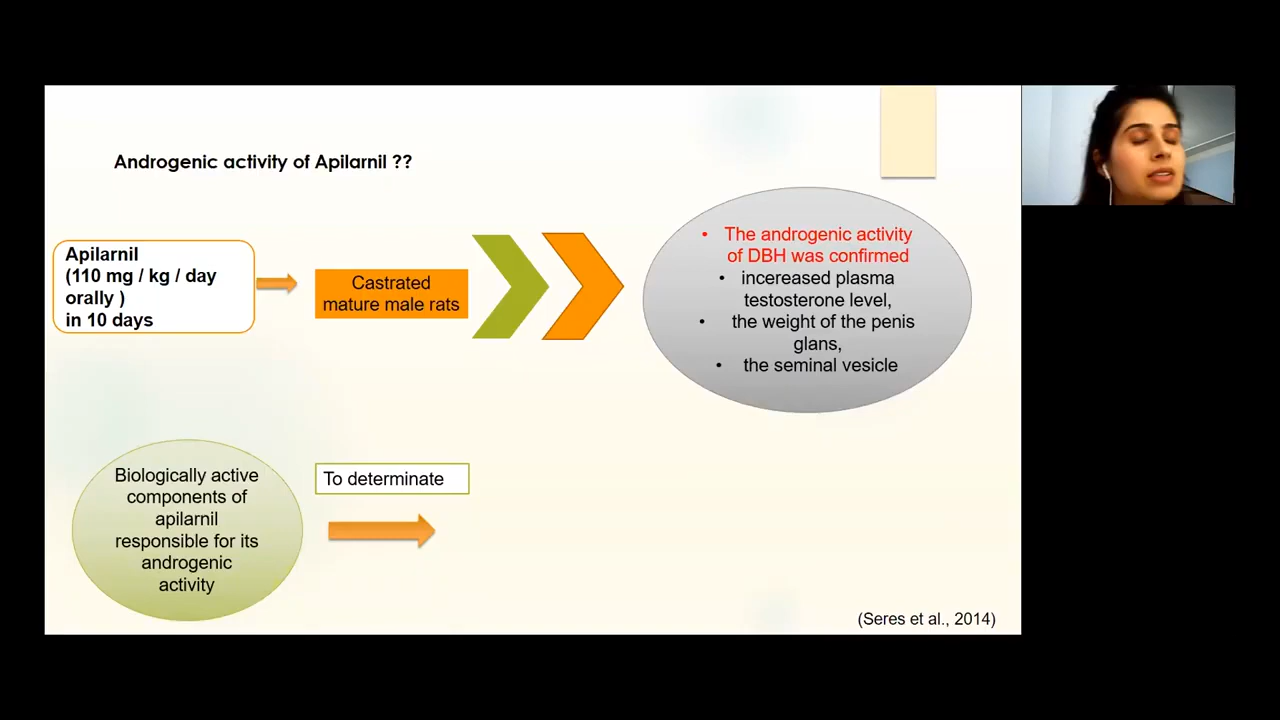 Androgenic activity of Apilarnil ??
Apilarnil
(110 mg / kg / day
orally )
in 10 days
Castrated
mature male rats
• The androgenic activity
of DBH was confirmed
• incereased plasma
testosterone level,
• the weight of the penis
glans,
• the seminal vesicle
Biologically active
components of
apilarnil
responsible for its
androgenic
activity
To determinate
(Seres et al., 2014)